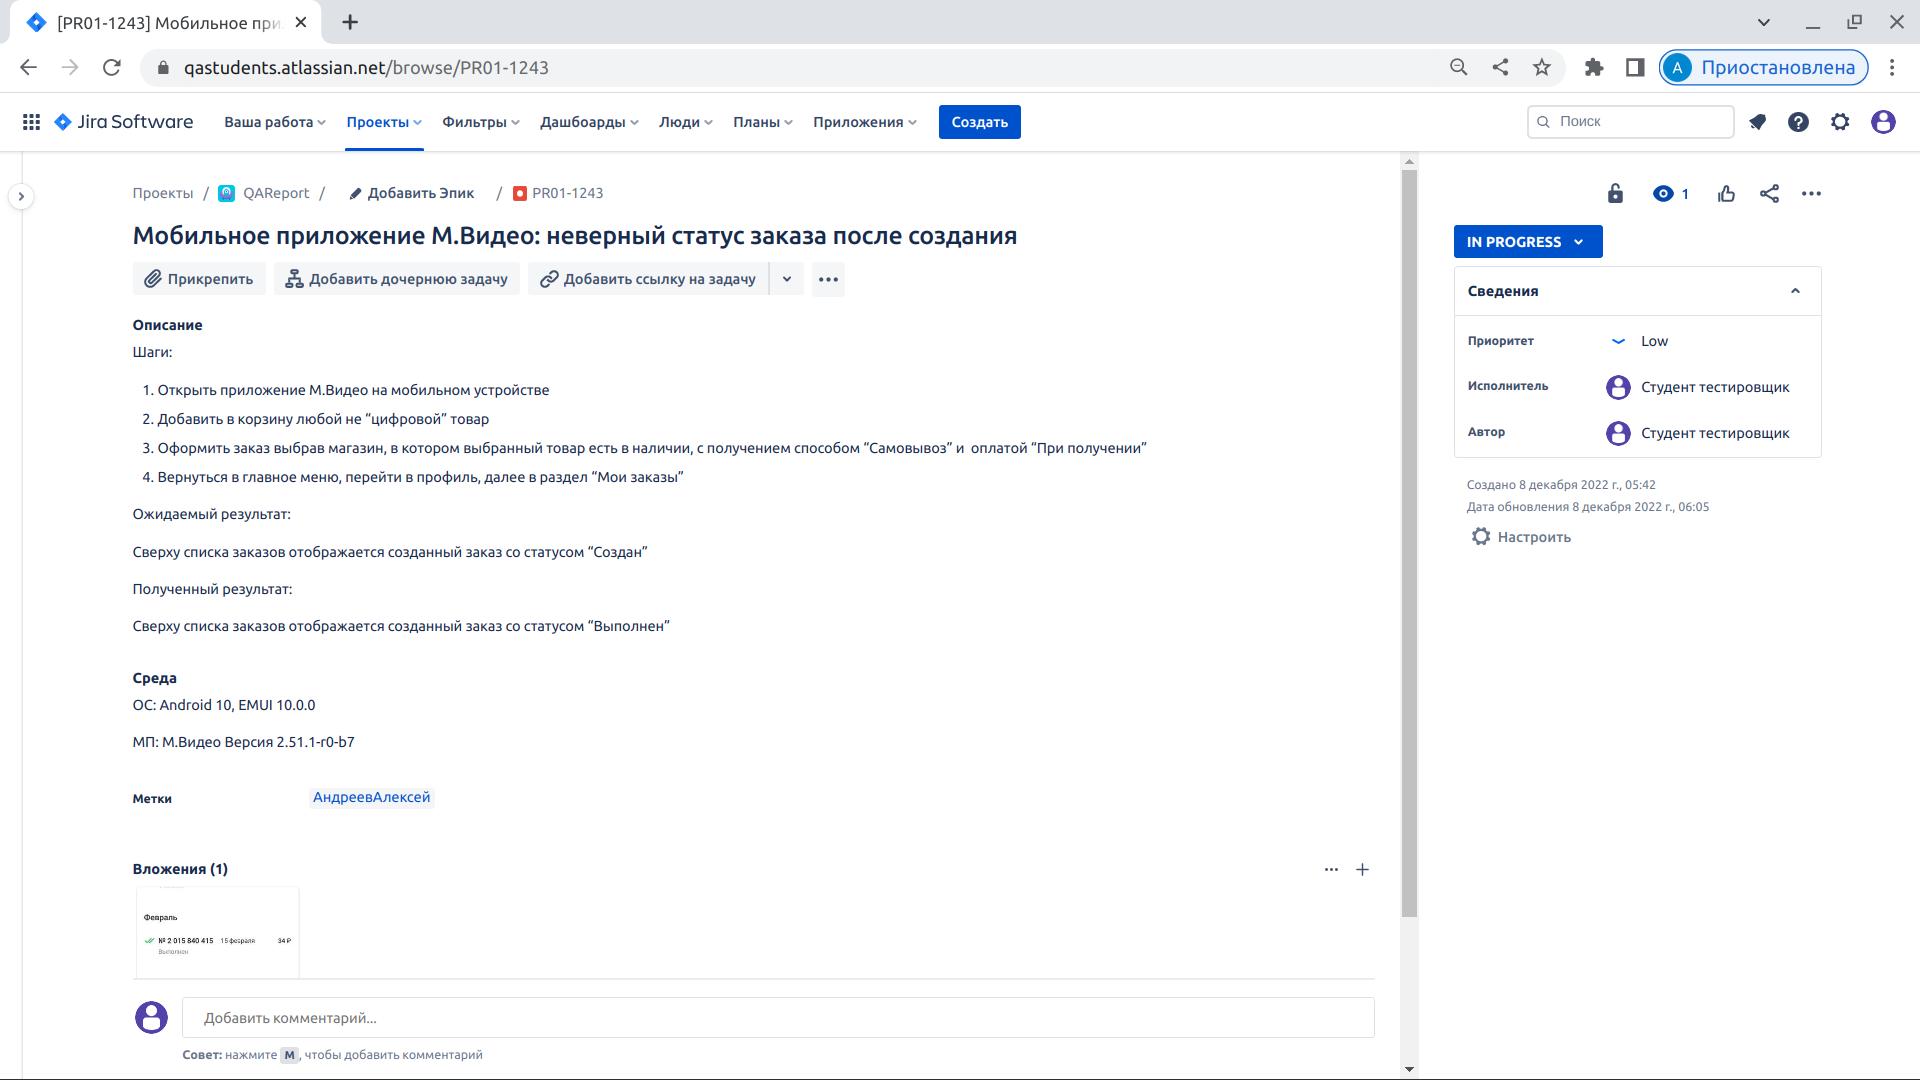 [PR01-1243] Мобильное при
qastudents.atlassian.net/browse/PR01-1243
А Приостановлена
Jira Software Ваша работа Проекты Фильтры Дашбоарды Люди Планы Приложения Создать Поиск
Проекты / QAReport / Добавить Эпик / PR01-1243
1
Мобильное приложение М.Видео: неверный статус заказа после создания
IN PROGRESS
Прикрепить Добавить дочернюю задачу Добавить ссылку на задачу
Описание
Шаги:
1. Открыть приложение М.Видео на мобильном устройстве
2. Добавить в корзину любой не “цифровой” товар
3. Оформить заказ выбрав магазин, в котором выбранный товар есть в наличии, с получением способом “Самовывоз” и оплатой “При получении”
4. Вернуться в главное меню, перейти в профиль, далее в раздел “Мои заказы”
Ожидаемый результат:
Сверху списка заказов отображается созданный заказ со статусом “Создан”
Полученный результат:
Сверху списка заказов отображается созданный заказ со статусом “Выполнен”
Среда
ОС: Android 10, EMUI 10.0.0
МП: М.Видео Версия 2.51.1-r0-b7
Метки АндреевАлексей
Вложения (1)
Февраль
№ 2 015 840 415 15 февраля 34 ₽
Выполнен
Добавить комментарий...
Совет: нажмите M, чтобы добавить комментарий
Сведения
Приоритет Low
Исполнитель Студент тестировщик
Автор Студент тестировщик
Создано 8 декабря 2022 г., 05:42
Дата обновления 8 декабря 2022 г., 06:05
Настроить